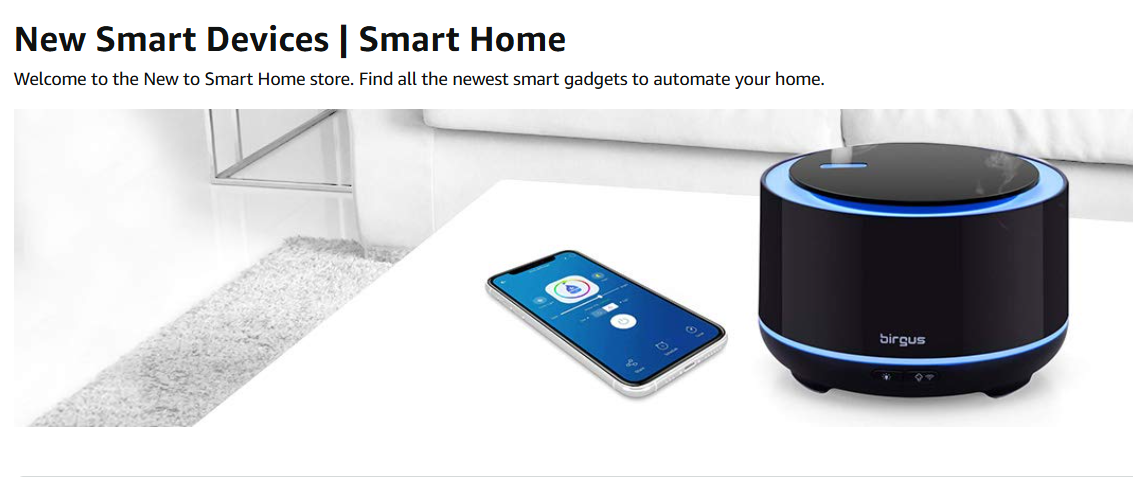 New Smart Devices | Smart Home
Welcome to the New to Smart Home store. Find all the newest smart gadgets to automate your home.
birgus